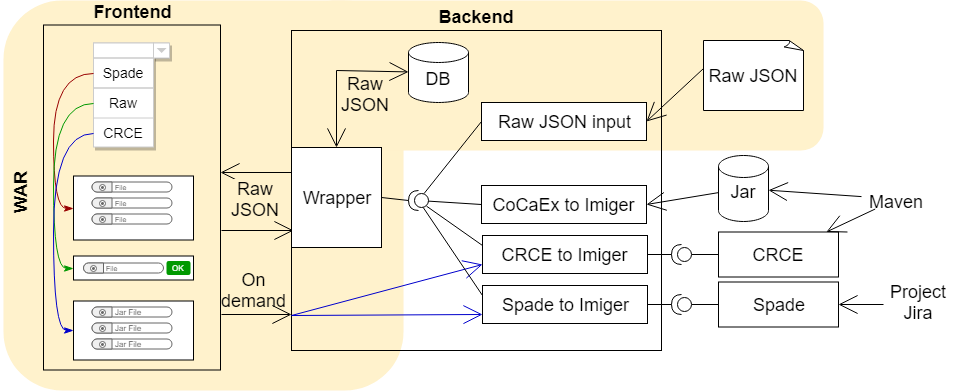 Frontend
Backend
WAR
Spade
Raw
CRCE
File
File
File
File
OK
Jar File
Jar File
Jar File
Raw
JSON
On
demand
Wrapper
Raw
JSON
DB
Raw JSON input
CoCaEx to Imiger
CRCE to Imiger
Spade to Imiger
Raw JSON
Jar
Maven
CRCE
Spade
Project
Jira